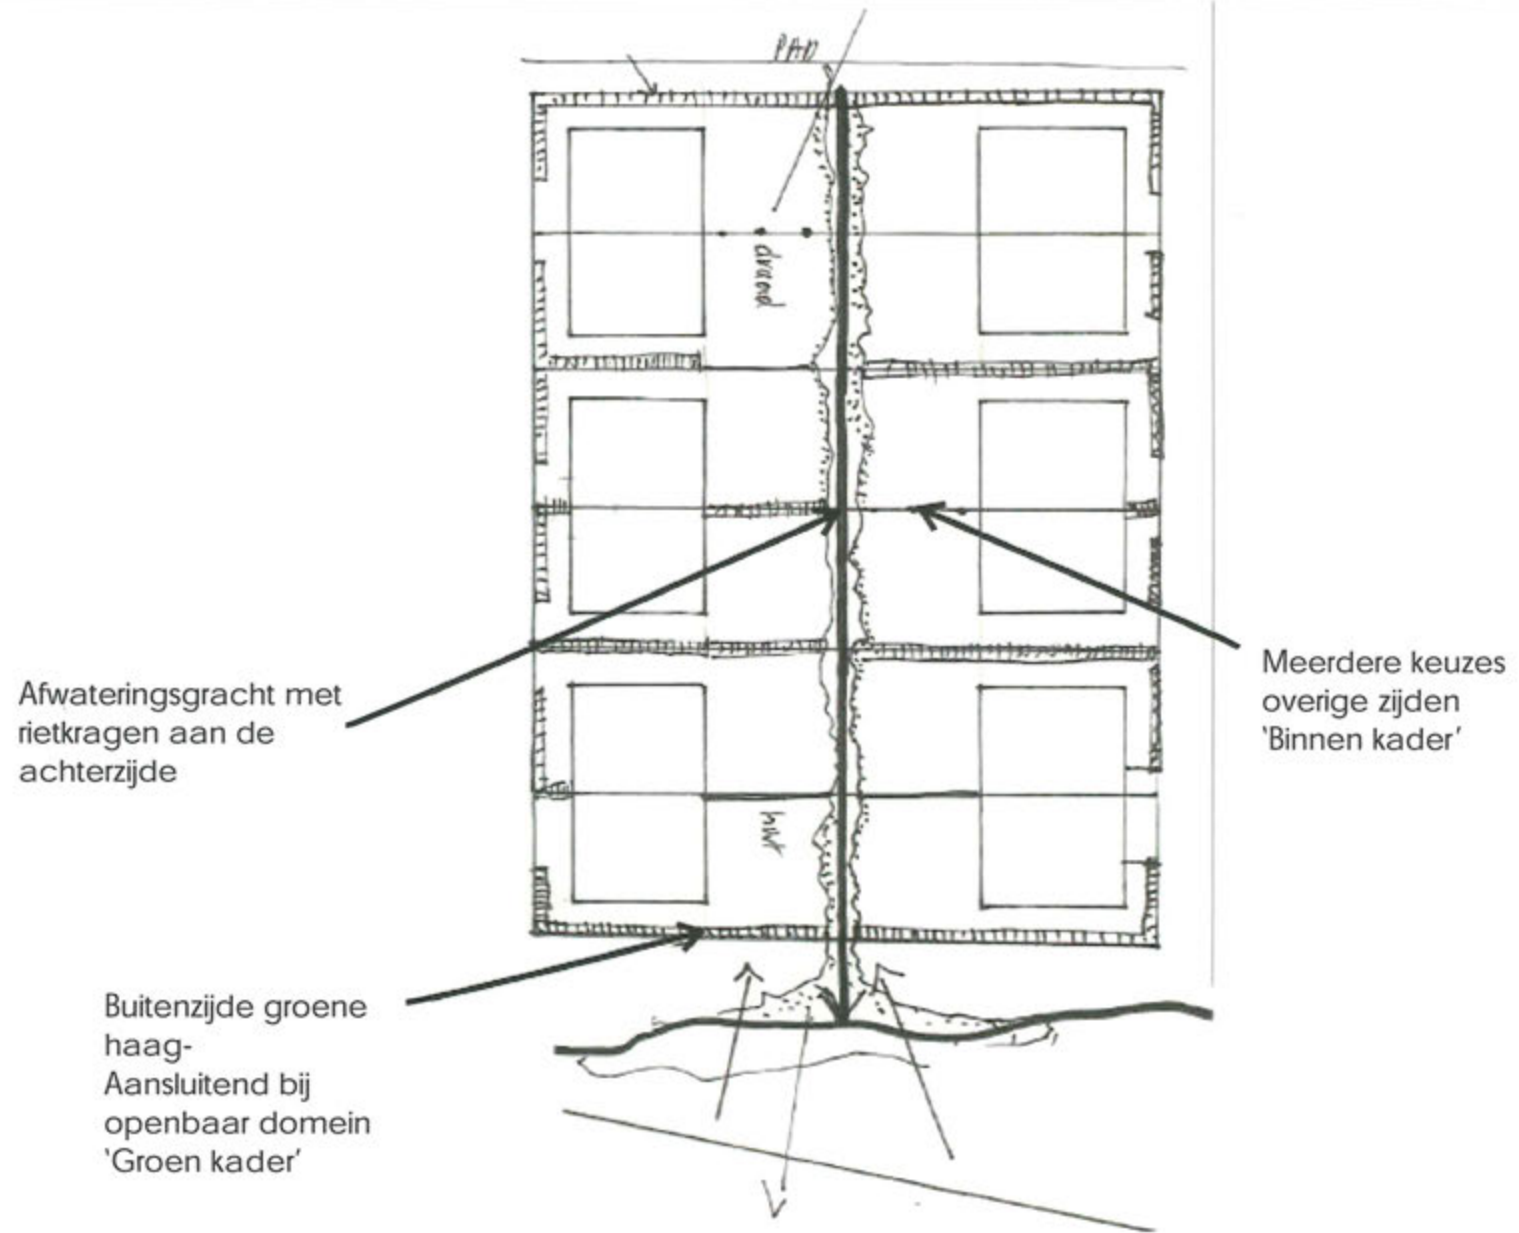 PAD
draad
Afwateringsgracht met
rietkragen aan de
achterzijde
Meerdere keuzes
overige zijden
‘Binnen kader’
Buitenzijde groene
haag-
Aansluitend bij
openbaar domein
‘Groen kader’